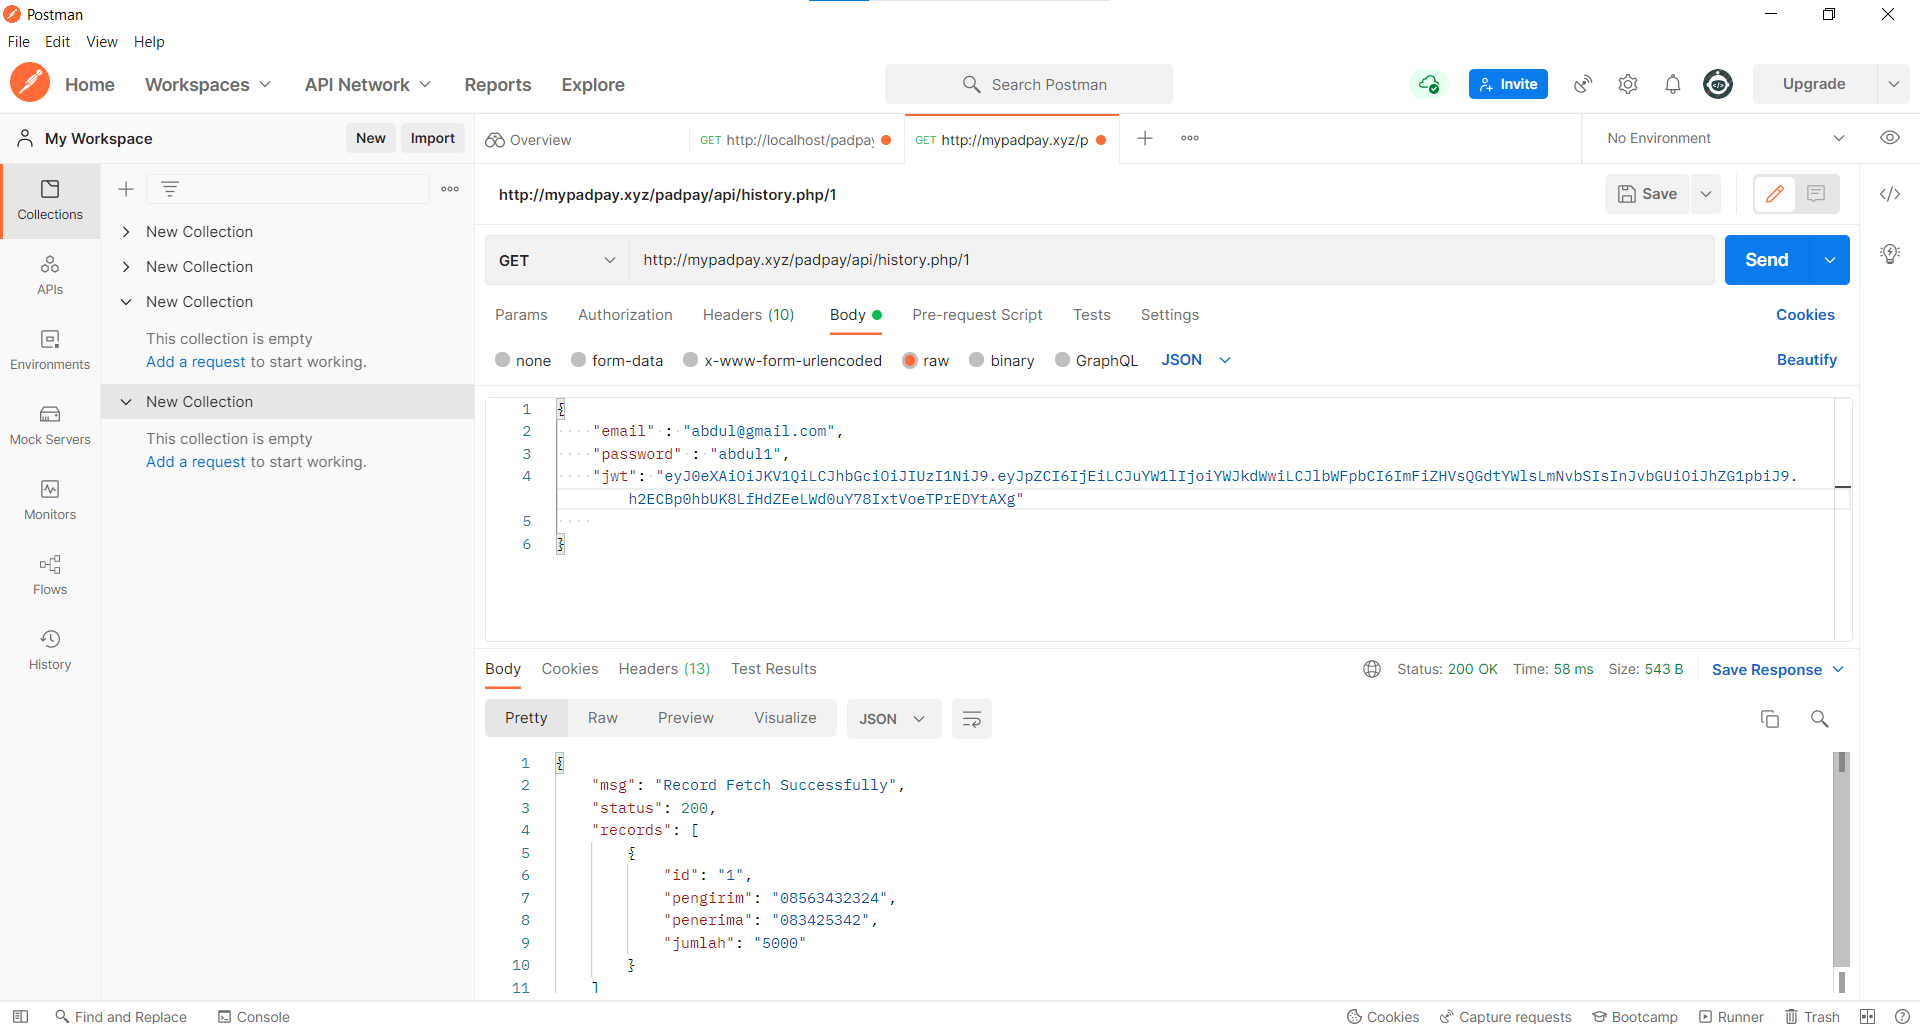 Postman
File Edit View Help
Home Workspaces API Network Reports Explore Search Postman Invite Upgrade
My Workspace New Import Overview GET http://localhost/padpay GET http://mypadpay.xyz/p No Environment
Collections
APIs
Environments
Mock Servers
Monitors
Flows
History
New Collection
New Collection
New Collection
This collection is empty
Add a request to start working.
New Collection
This collection is empty
Add a request to start working.
http://mypadpay.xyz/padpay/api/history.php/1 Save
GET http://mypadpay.xyz/padpay/api/history.php/1 Send
Params Authorization Headers (10) Body Pre-request Script Tests Settings Cookies
none form-data x-www-form-urlencoded raw binary GraphQL JSON Beautify
1 {
2 "email" : "abdul@gmail.com",
3 "password" : "abdul1",
4 "jwt": "eyJ0eXAiOiJKV1QiLCJhbGciOiJIUzI1NiJ9.eyJpZCI6IjEiLCJuYW1lIjoiYWJkdWwiLCJlbWFpbCI6ImFiZHVsQGdtYWlsLmNvbSIsInJvbGUiOiJhZG1pbiJ9.
h2ECBp0hbUK8LfHdZEeLWd0uY78IxtVoeTPrEDYtAXg"
5
6 }
Body Cookies Headers (13) Test Results Status: 200 OK Time: 58 ms Size: 543 B Save Response
Pretty Raw Preview Visualize JSON
1 {
2 "msg": "Record Fetch Successfully",
3 "status": 200,
4 "records": [
5 {
6 "id": "1",
7 "pengirim": "08563432324",
8 "penerima": "083425342",
9 "jumlah": "5000"
10 }
11 ]
Find and Replace Console Cookies Capture requests Bootcamp Runner Trash